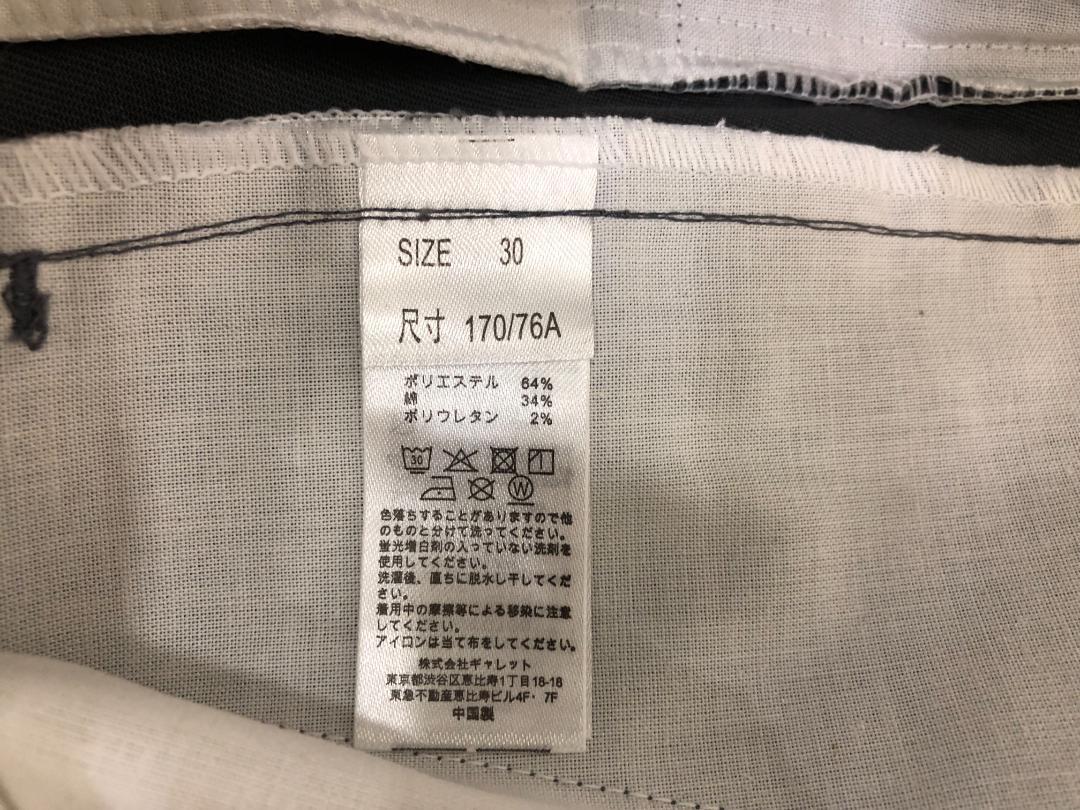 SIZE 30
尺寸 170/76A
ポリエステル 64%
綿 34%
ポリウレタン 2%
30
W
色落ちすることがありますので他
のものと分けて洗ってください。
蛍光増白剤の入っていない洗剤を
使用してください。
洗濯後、直ちに脱水し干してくだ
さい。
着用中の摩擦等による移染に注意
してください。
アイロンは当て布をしてください。
株式会社ギャレット
東京都渋谷区恵比寿1丁目18-18
東急不動産恵比寿ビル4F・7F
中国製